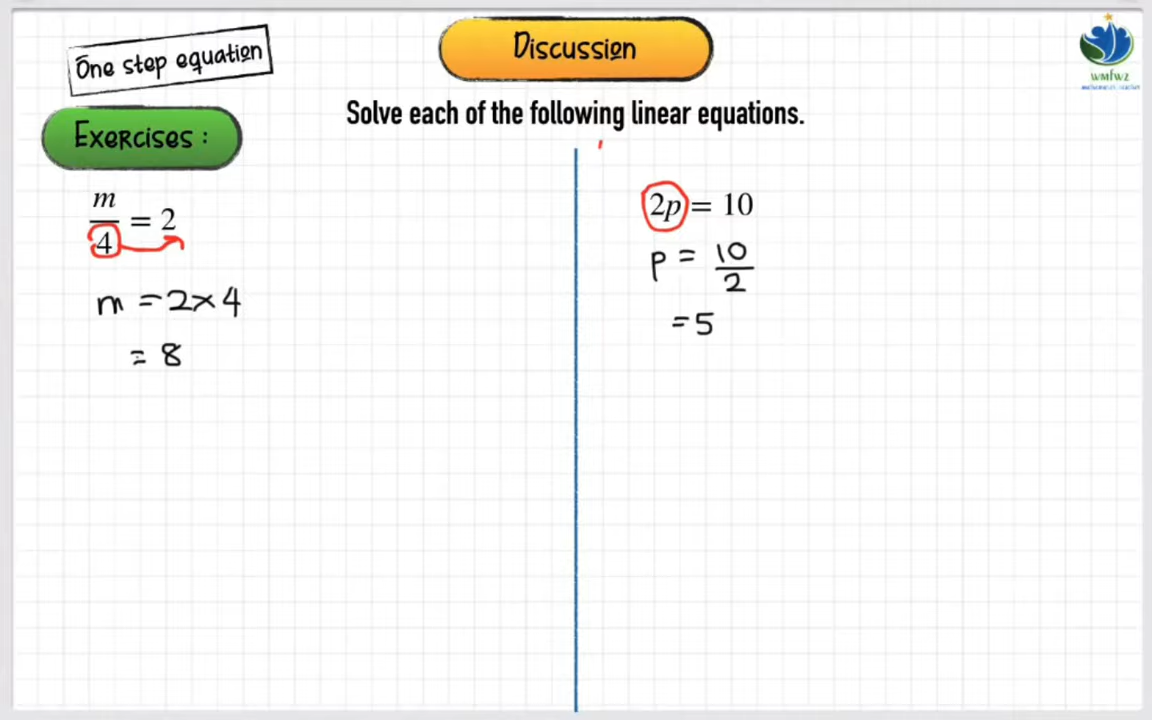 One step equation
Discussion
wmfwz
Solve each of the following linear equations.
Exercises :
m/4 = 2
m = 2 × 4
= 8
2p = 10
p = 10/2
= 5